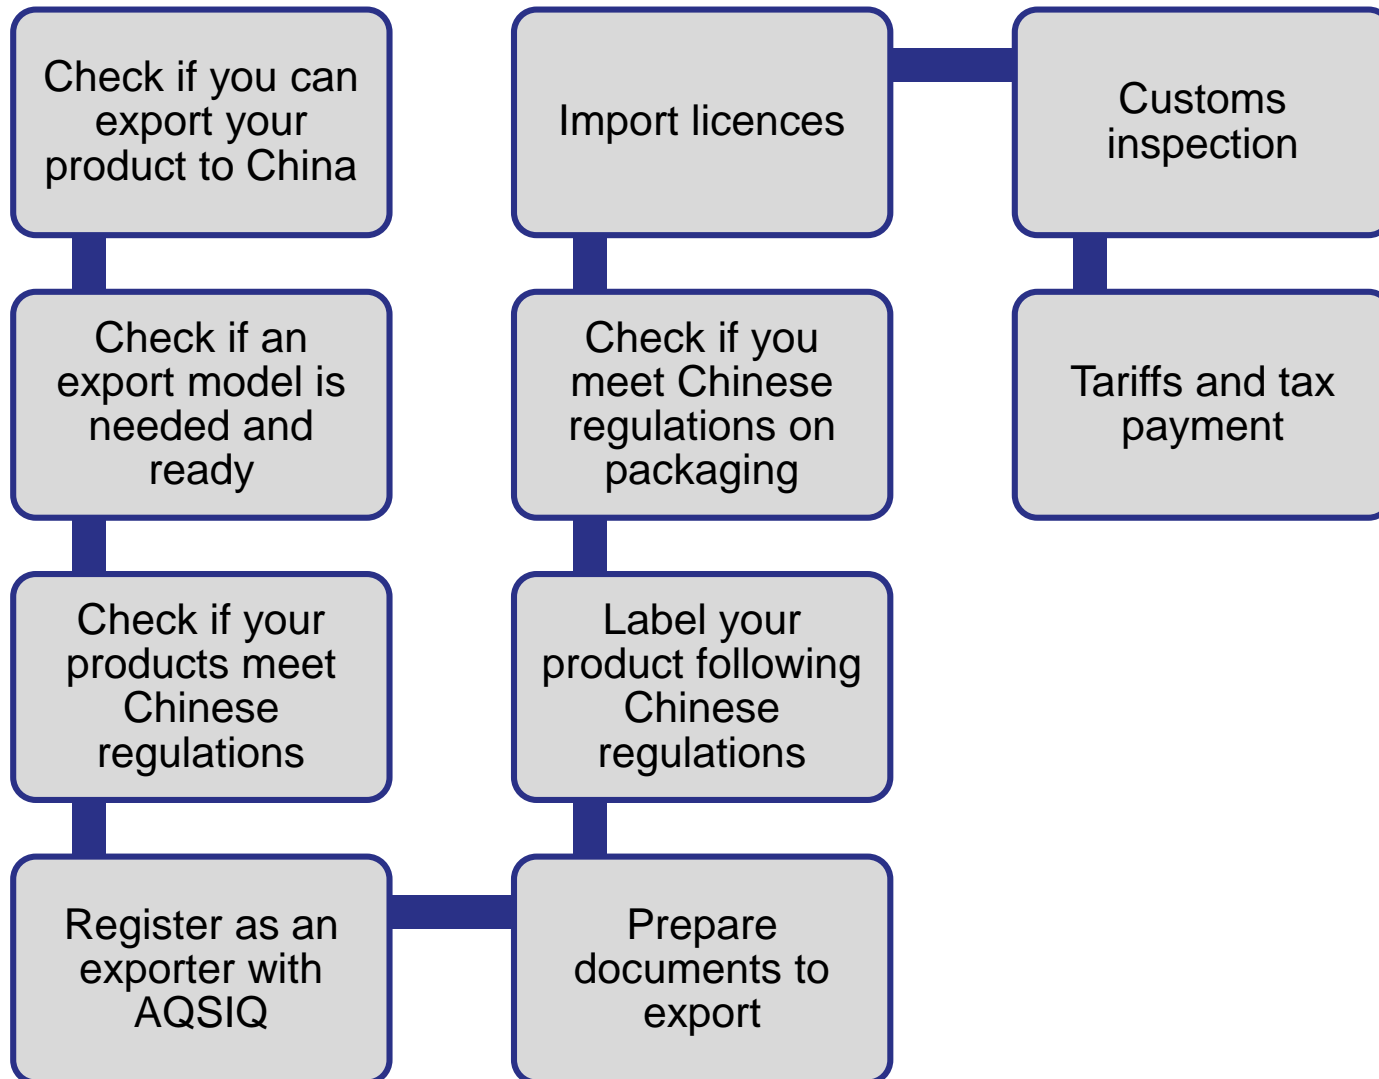 Check if you can
export your
product to China
Check if an
export model is
needed and
ready
Check if your
products meet
Chinese
regulations
Register as an
exporter with
AQSIQ
Prepare
documents to
export
Label your
product following
Chinese
regulations
Check if you
meet Chinese
regulations on
packaging
Import licences
Customs
inspection
Tariffs and tax
payment